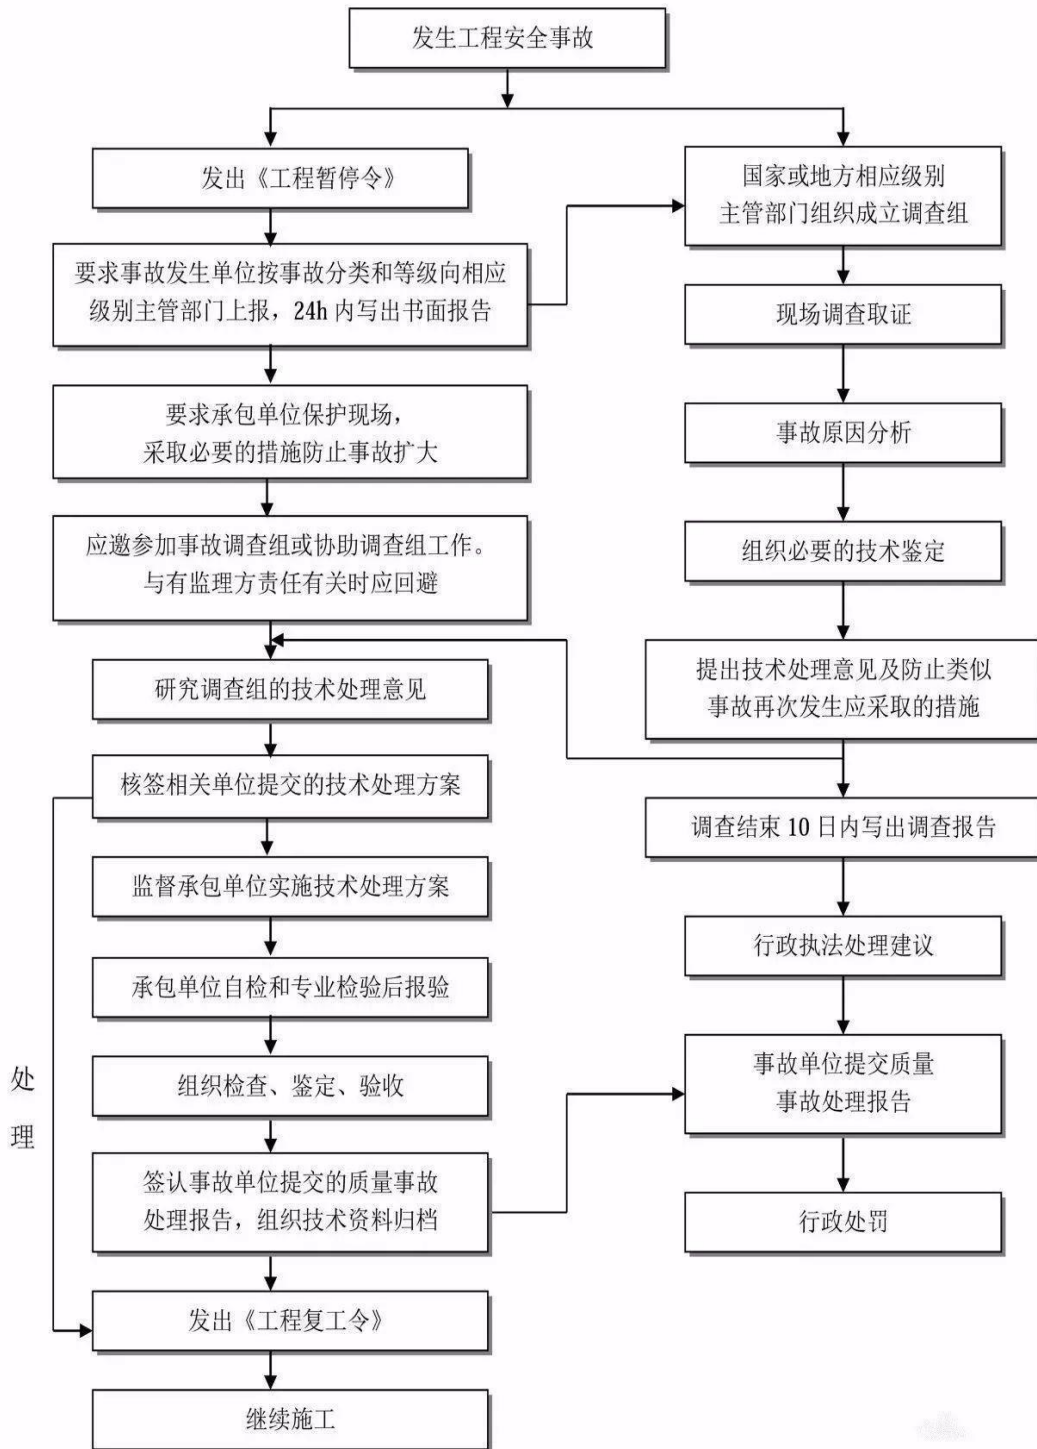 发生工程安全事故
发出《工程暂停令》
要求事故发生单位按事故分类和等级向相应
级别主管部门上报，24h 内写出书面报告
要求承包单位保护现场，
采取必要的措施防止事故扩大
应邀参加事故调查组或协助调查组工作。
与有监理方责任有关时应回避
研究调查组的技术处理意见
核签相关单位提交的技术处理方案
监督承包单位实施技术处理方案
承包单位自检和专业检验后报验
组织检查、鉴定、验收
签认事故单位提交的质量事故
处理报告，组织技术资料归档
发出《工程复工令》
继续施工
处
理
国家或地方相应级别
主管部门组织成立调查组
现场调查取证
事故原因分析
组织必要的技术鉴定
提出技术处理意见及防止类似
事故再次发生应采取的措施
调查结束 10 日内写出调查报告
行政执法处理建议
事故单位提交质量
事故处理报告
行政处罚